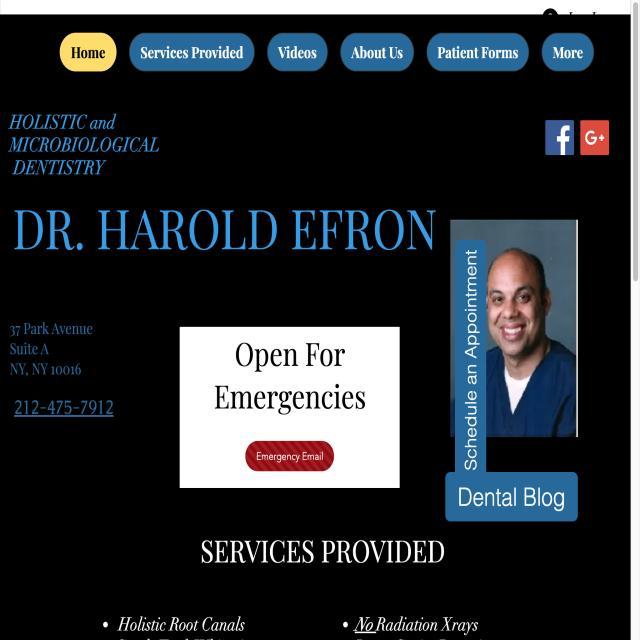 Home
Services Provided
Videos
About Us
Patient Forms
More
HOLISTIC and
MICROBIOLOGICAL
DENTISTRY
f
G+
DR. HAROLD EFRON
Schedule an Appointment
37 Park Avenue
Suite A
NY, NY 10016
212-475-7912
Open For
Emergencies
Emergency Email
Dental Blog
SERVICES PROVIDED
• Holistic Root Canals
• No Radiation Xrays